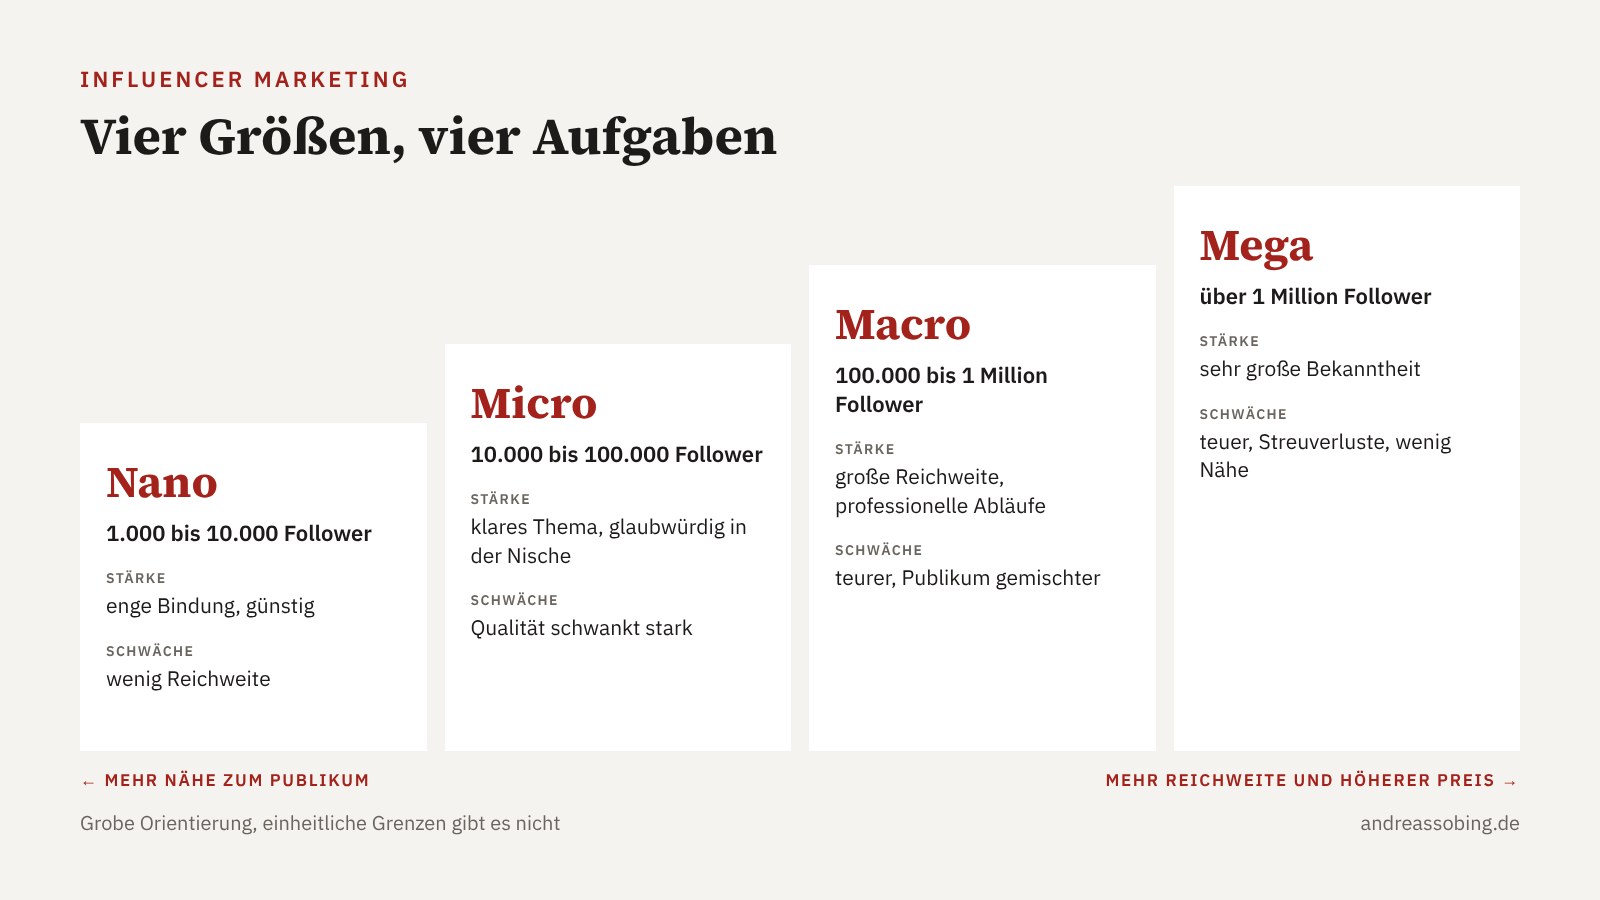 INFLUENCER MARKETING
Vier Größen, vier Aufgaben
Nano
1.000 bis 10.000 Follower
STÄRKE
enge Bindung, günstig
SCHWÄCHE
wenig Reichweite
Micro
10.000 bis 100.000 Follower
STÄRKE
klares Thema, glaubwürdig in
der Nische
SCHWÄCHE
Qualität schwankt stark
Macro
100.000 bis 1 Million
Follower
STÄRKE
große Reichweite,
professionelle Abläufe
SCHWÄCHE
teurer, Publikum gemischter
Mega
über 1 Million Follower
STÄRKE
sehr große Bekanntheit
SCHWÄCHE
teuer, Streuverluste, wenig
Nähe
← MEHR NÄHE ZUM PUBLIKUM
MEHR REICHWEITE UND HÖHERER PREIS →
Grobe Orientierung, einheitliche Grenzen gibt es nicht
andreassobing.de